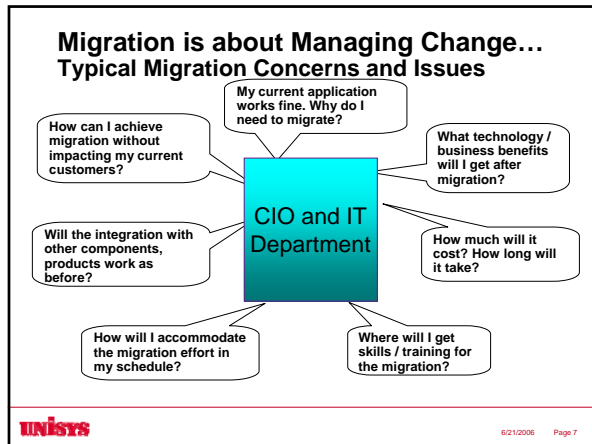 Migration is about Managing Change…
Typical Migration Concerns and Issues
My current application
works fine. Why do I
need to migrate?
How can I achieve
migration without
impacting my current
customers?
What technology /
business benefits
will I get after
migration?
CIO and IT
Department
Will the integration with
other components,
products work as
before?
How much will it
cost? How long will
it take?
How will I accommodate
the migration effort in
my schedule?
Where will I get
skills / training for
the migration?
UNISYS
6/21/2006 Page 7